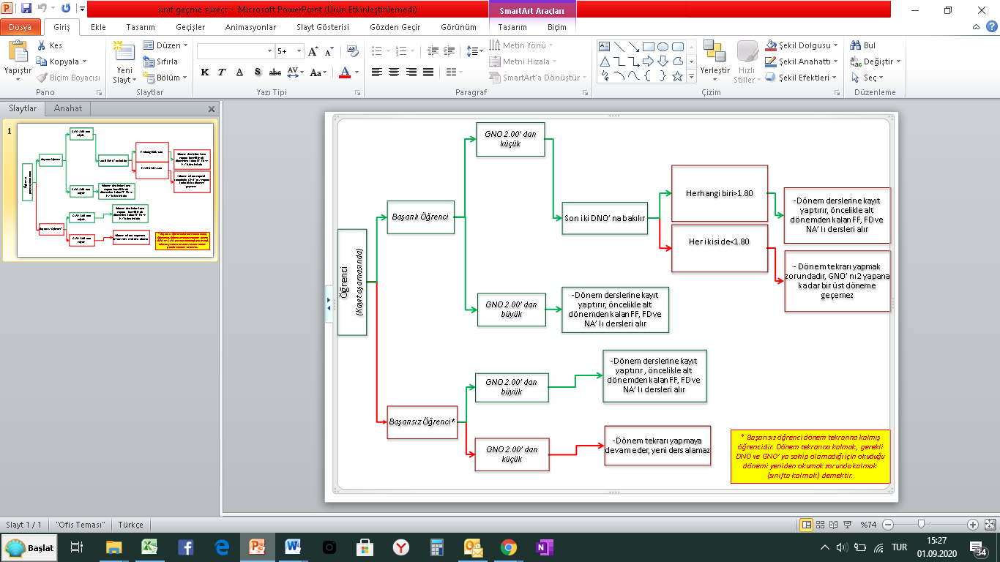 sınıf geçme süreci - Microsoft PowerPoint (Ürün Etkinleştirilemedi)
SmartArt Araçları
Dosya Giriş Ekle Tasarım Geçişler Animasyonlar Slayt Gösterisi Gözden Geçir Görünüm Tasarım Biçim
Yapıştır
Kes
Kopyala
Biçim Boyacısı
Pano
Yeni
Slayt
Düzen
Sıfırla
Bölüm
Slaytlar
5+
Yazı Tipi
Metin Yönü
Metni Hizala
SmartArt'a Dönüştür
Paragraf
Yerleştir
Hızlı
Stiller
Şekil Dolgusu
Şekil Anahattı
Şekil Efektleri
Çizim
Bul
Değiştir
Seç
Düzenleme
Slaytlar Anahat
1
Öğrenci
(Kayıt aşamasında)
Başarılı Öğrenci
GNO 2.00' dan
küçük
Son iki DNO' na bakılır
Herhangi biri>1.80
-Dönem derslerine kayıt
yaptırır, öncelikle alt
dönemden kalan FF, FD ve
NA' lı dersleri alır
Her ikiside<1.80
- Dönem tekrarı yapmak
zorundadır, GNO' nı 2 yapana
kadar bir üst döneme
geçemez
GNO 2.00' dan
büyük
-Dönem derslerine kayıt
yaptırır, öncelikle alt
dönemden kalan FF, FD ve
NA' lı dersleri alır
Başarısız Öğrenci*
GNO 2.00' dan
büyük
-Dönem derslerine kayıt
yaptırır , öncelikle alt
dönemden kalan FF, FD ve
NA' lı dersleri alır
GNO 2.00' dan
küçük
-Dönem tekrarı yapmaya
devam eder, yeni ders alamaz
* Başarısız öğrenci dönem tekrarına kalmış
öğrencidir. Dönem tekrarına kalmak, gerekli
DNO ve GNO' ya sahip olamadığı için okuduğu
dönemi yeniden okumak zorunda kalmak
(sınıfta kalmak) demektir.
Slayt 1 / 1 "Ofis Teması" Türkçe %74
Başlat
TUR
15:27
01.09.2020
34